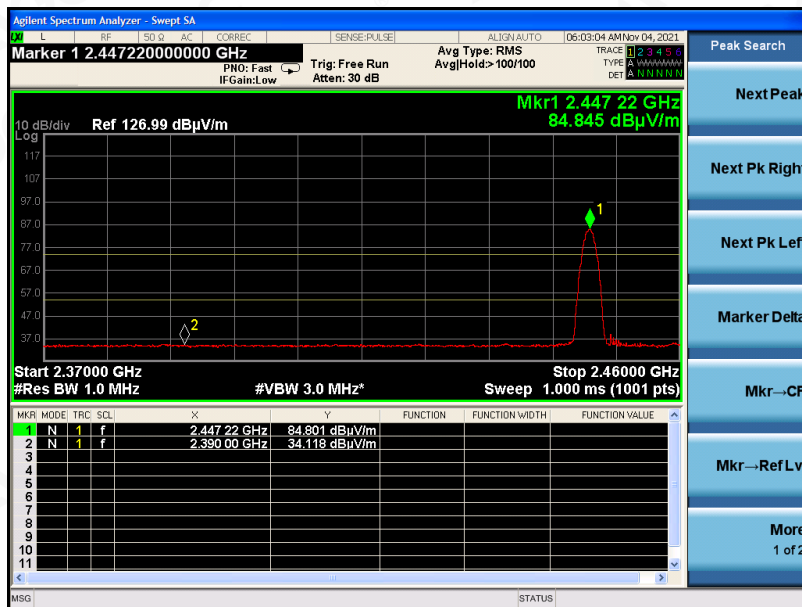 Agilent Spectrum Analyzer - Swept SA
LXI L RF 50 Ω AC CORREC SENSE:PULSE ALIGN AUTO 06:03:04 AM Nov 04, 2021
Marker 1 2.447220000000 GHz
PNO: Fast
IFGain:Low
Trig: Free Run
Atten: 30 dB
Avg Type: RMS
Avg|Hold:>100/100
TRACE 1 2 3 4 5 6
TYPE A WWWWW
DET A N N N N N
Mkr1 2.447 22 GHz
84.845 dBµV/m
10 dB/div Ref 126.99 dBµV/m
Log
117
107
97.0
87.0
77.0
67.0
57.0
47.0
37.0
1
2
Start 2.37000 GHz Stop 2.46000 GHz
#Res BW 1.0 MHz #VBW 3.0 MHz* Sweep 1.000 ms (1001 pts)
MKR MODE TRC SCL X Y FUNCTION FUNCTION WIDTH FUNCTION VALUE
1 N 1 f 2.447 22 GHz 84.801 dBµV/m
2 N 1 f 2.390 00 GHz 34.118 dBµV/m
3
4
5
6
7
8
9
10
11
MSG STATUS
Peak Search
Next Peak
Next Pk Right
Next Pk Left
Marker Delta
Mkr→CF
Mkr→Ref Lv
More
1 of 2